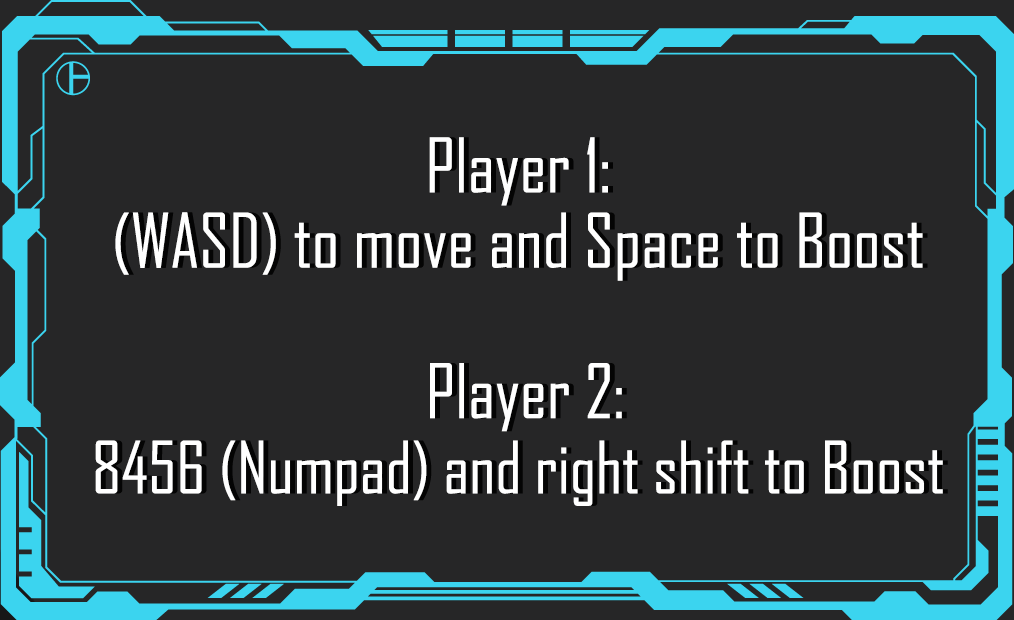 Player 1:
(WASD) to move and Space to Boost
Player 2:
8456 (Numpad) and right shift to Boost